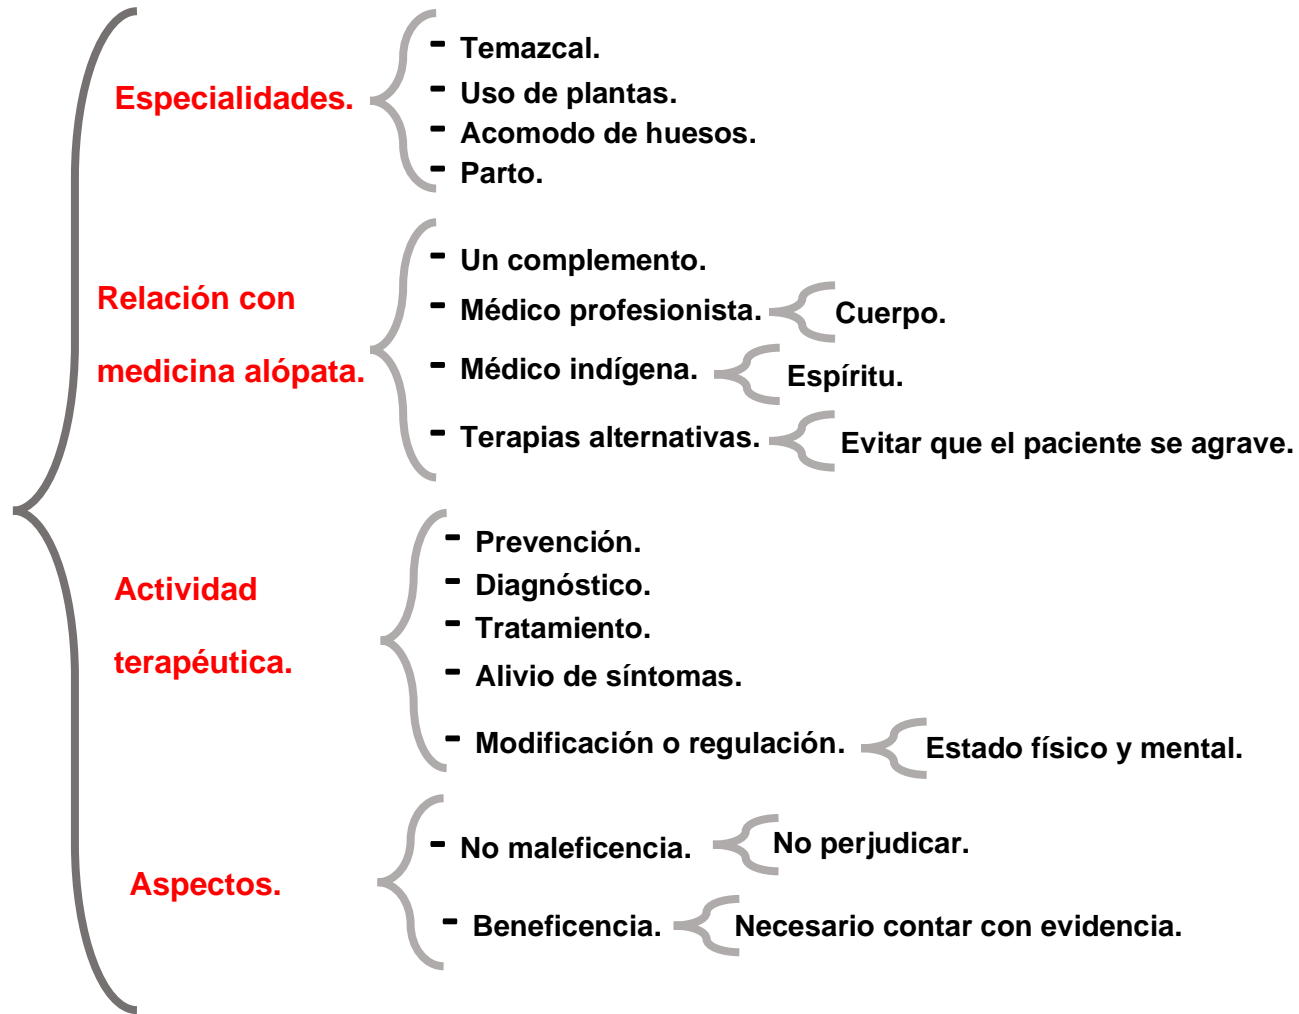 Especialidades.
- Temazcal.
- Uso de plantas.
- Acomodo de huesos.
- Parto.
Relación con
medicina alópata.
- Un complemento.
- Médico profesionista.
Cuerpo.
- Médico indígena.
Espíritu.
- Terapias alternativas.
Evitar que el paciente se agrave.
Actividad
terapéutica.
- Prevención.
- Diagnóstico.
- Tratamiento.
- Alivio de síntomas.
- Modificación o regulación.
Estado físico y mental.
Aspectos.
- No maleficencia.
No perjudicar.
- Beneficencia.
Necesario contar con evidencia.